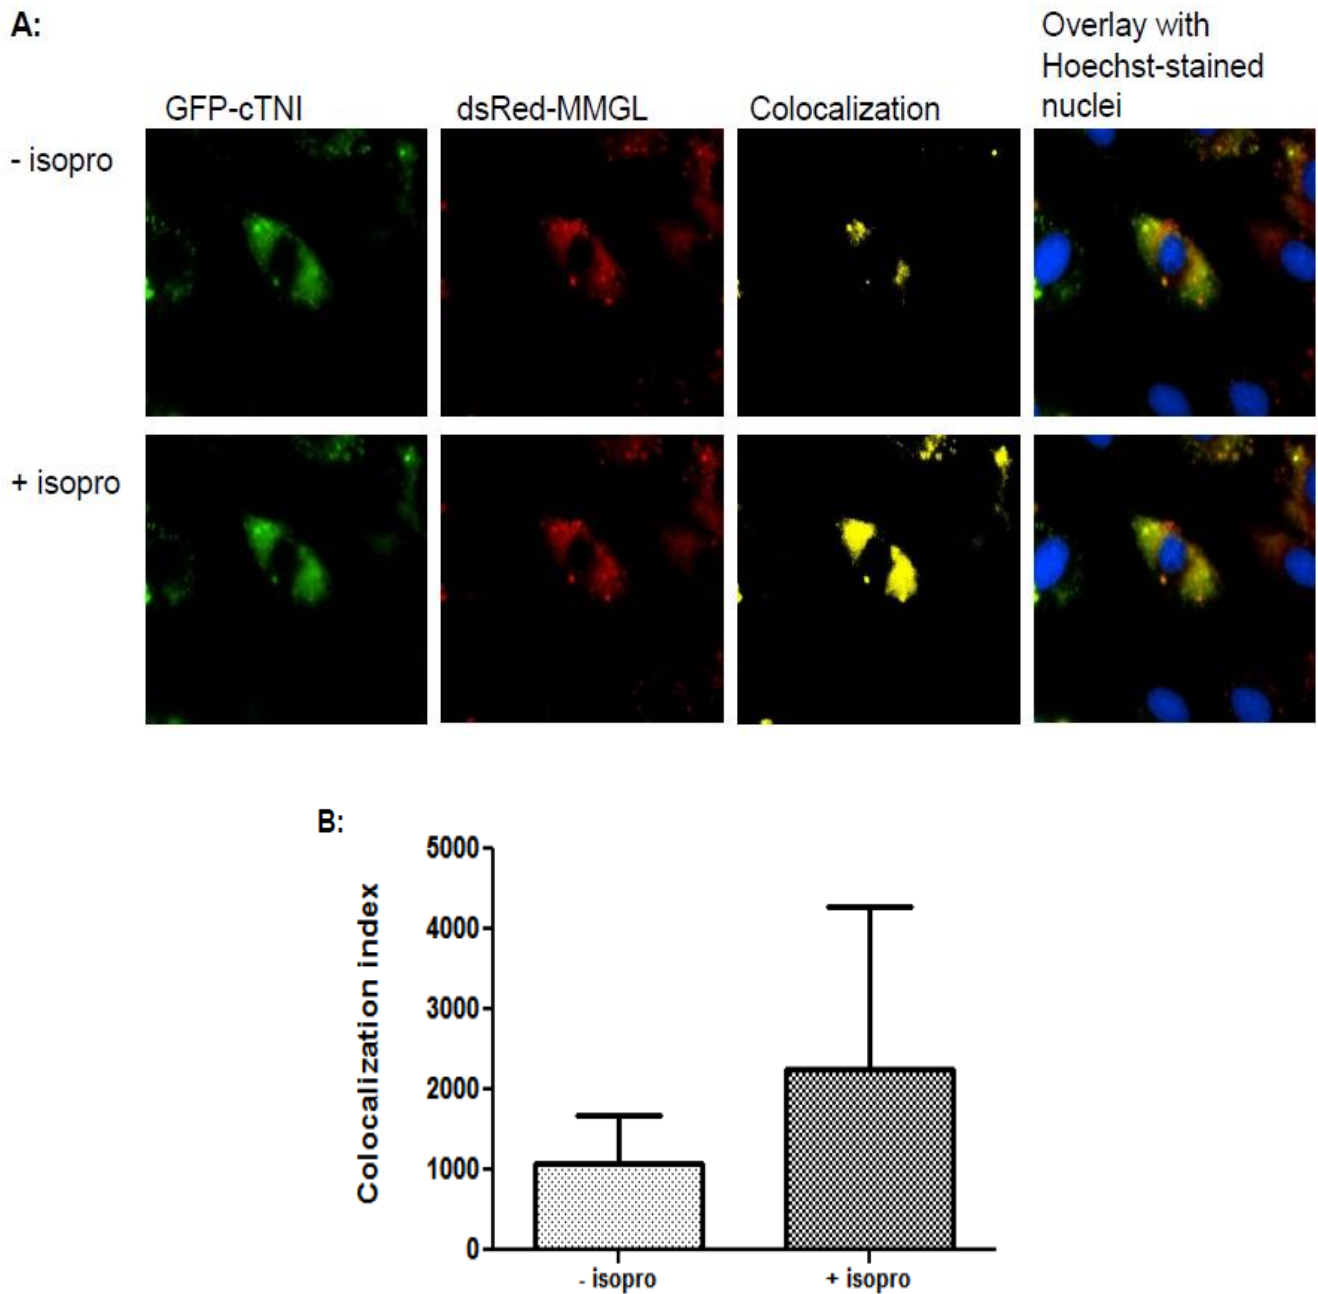 A:
Overlay with
Hoechst-stained
nuclei
GFP-cTNI
dsRed-MMGL
Colocalization
- isopro
+ isopro
B:
5000
4000
3000
2000
1000
0
Colocalization index
- isopro
+ isopro